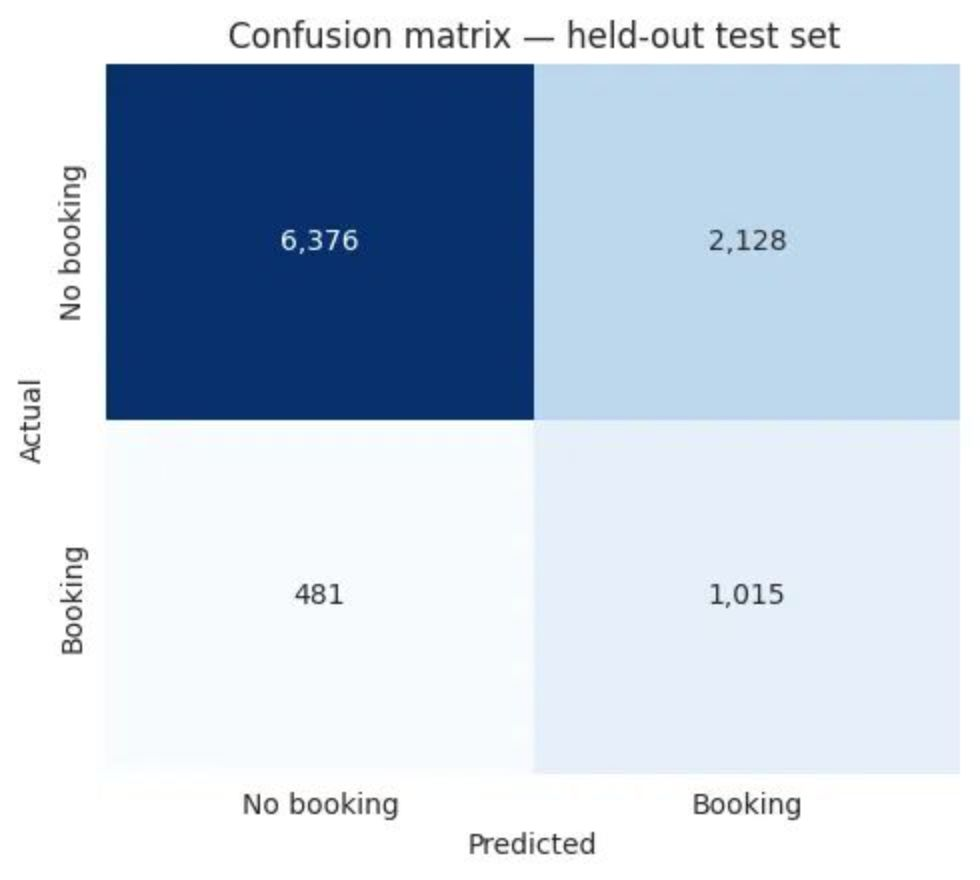 Confusion matrix — held-out test set
Actual
No booking
6,376
2,128
Booking
481
1,015
No booking
Booking
Predicted